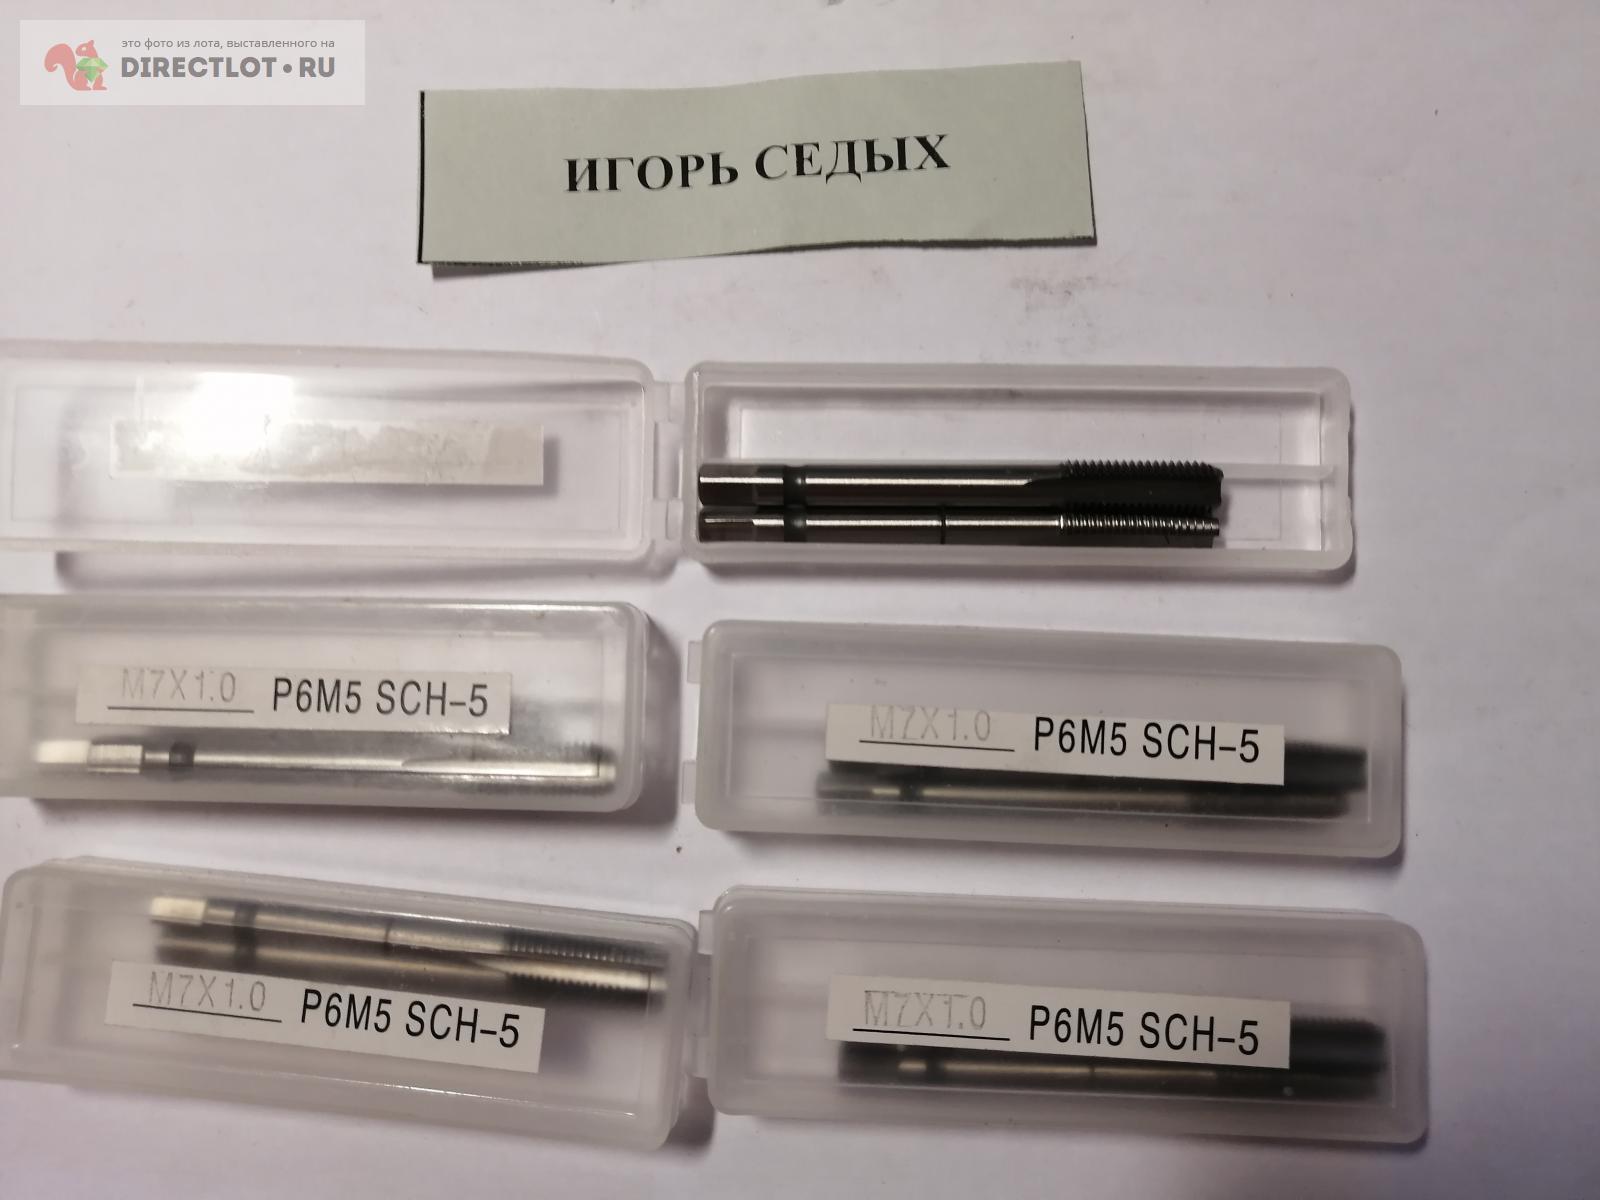 это фото из лота, выставленного на
DIRECTLOT•RU
ИГОРЬ СЕДЫХ
M7X1.0 P6M5 SCH–5
M7X1.0 P6M5 SCH–5
M7X1.0 P6M5 SCH–5
M7X1.0 P6M5 SCH–5